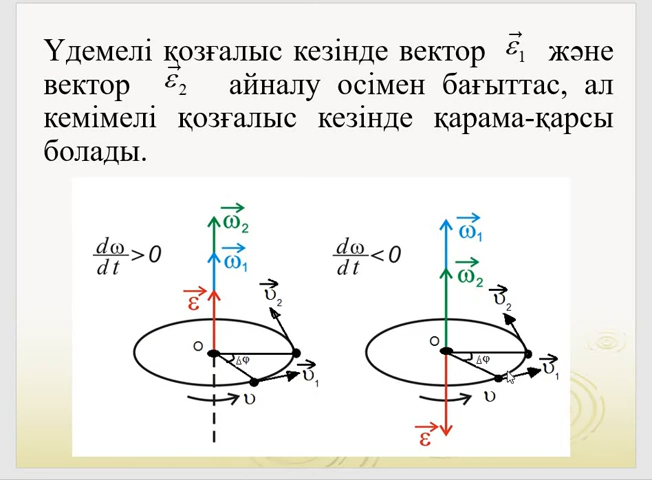 Үдемелі қозғалыс кезінде вектор ε⃗₁ және
вектор ε⃗₂ айналу осімен бағыттас, ал
кемімелі қозғалыс кезінде қарама-қарсы
болады.
dω/dt>0
ω⃗₂
ω⃗₁
ε⃗
υ⃗₂
O
Δφ
υ⃗₁
υ
dω/dt<0
ω⃗₁
ω⃗₂
υ⃗₂
O
Δφ
υ⃗₁
υ
ε⃗